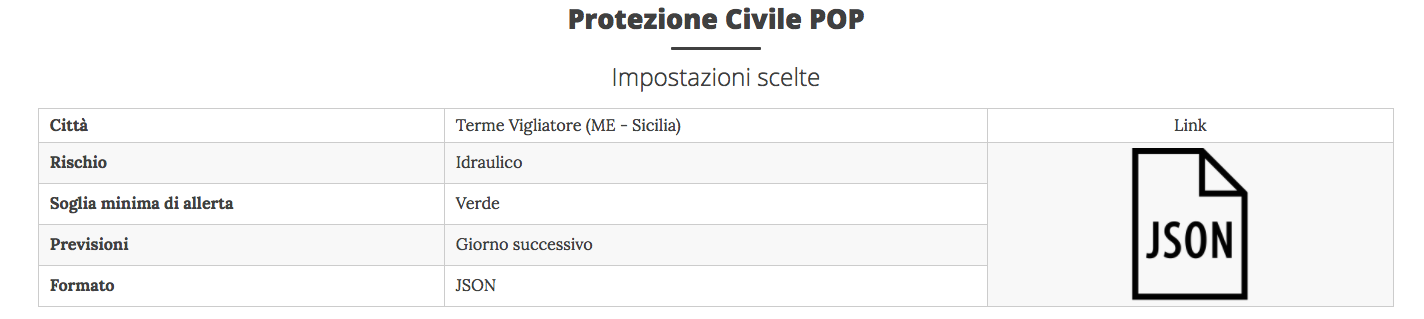 Protezione Civile POP
Impostazioni scelte
Città Terme Vigliatore (ME - Sicilia) Link
Rischio Idraulico
Soglia minima di allerta Verde
Previsioni Giorno successivo
Formato JSON
JSON